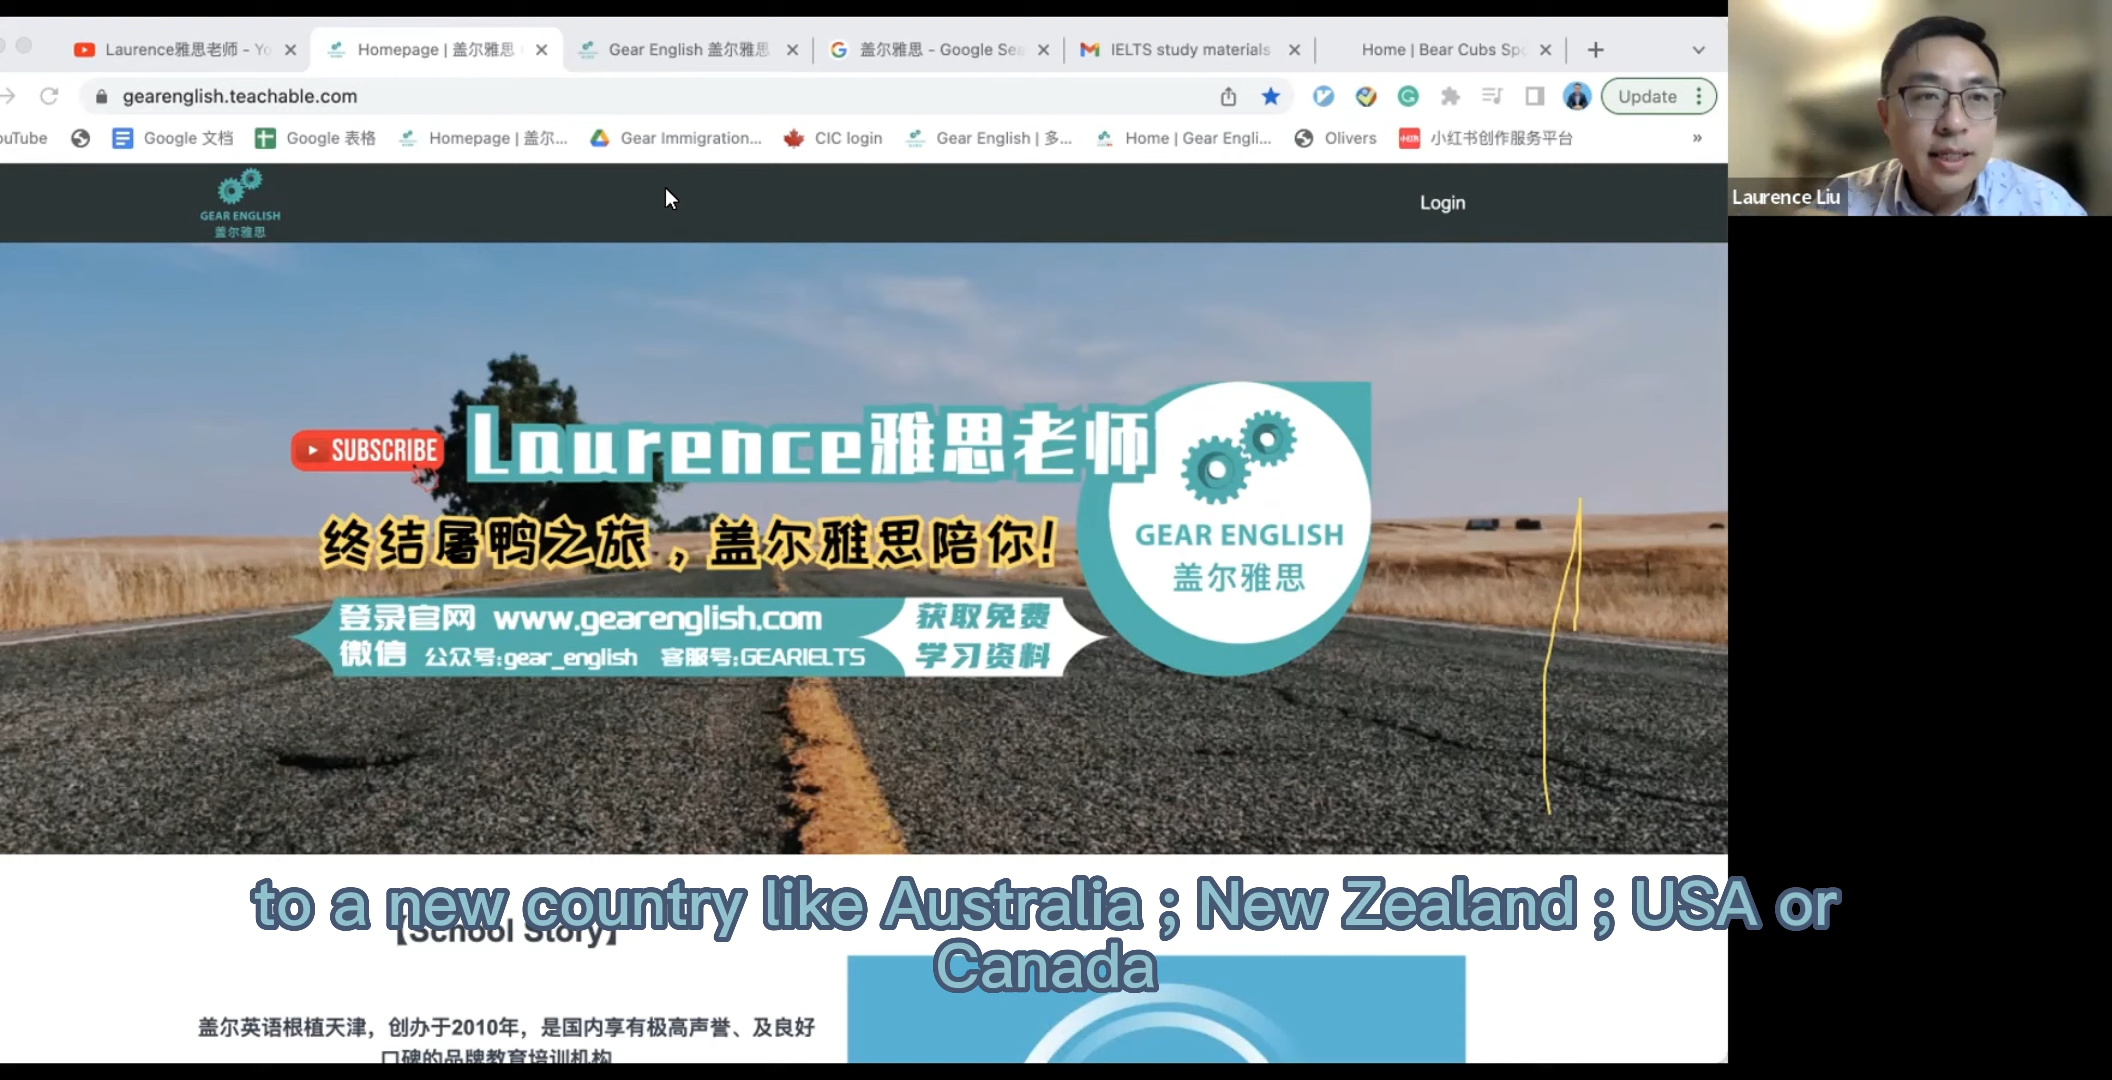 Laurence雅思老师 - Yo
Homepage | 盖尔雅思
Gear English 盖尔雅思
盖尔雅思 - Google Sea
IELTS study materials
Home | Bear Cubs Spo
gearenglish.teachable.com
Update
ouTube
Google 文档
Google 表格
Homepage | 盖尔...
Gear Immigration...
CIC login
Gear English | 多...
Home | Gear Engli...
Olivers
小红书创作服务平台
GEAR ENGLISH
盖尔雅思
Login
Laurence Liu
SUBSCRIBE
Laurence雅思老师
终结屠鸭之旅，盖尔雅思陪你!
登录官网 www.gearenglish.com
微信 公众号:gear_english 客服号:GEARIELTS
获取免费
学习资料
GEAR ENGLISH
盖尔雅思
to a new country like Australia ; New Zealand ; USA or
Canada
【School Story】
盖尔英语根植天津，创办于2010年，是国内享有极高声誉、及良好
口碑的品牌教育培训机构